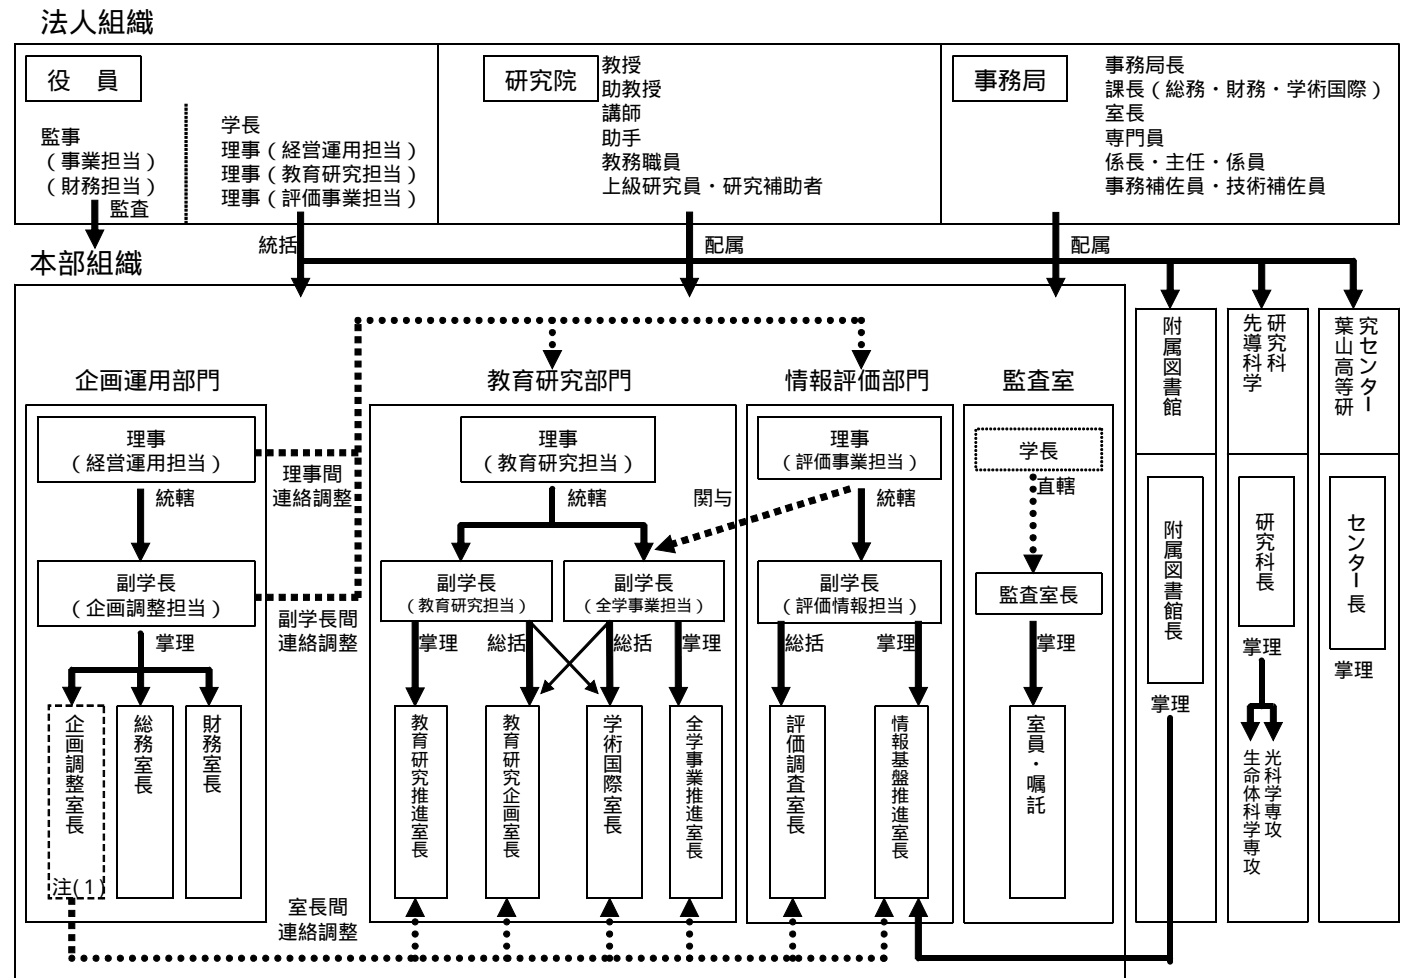 法人組織
役　員
監事
（事業担当）
（財務担当）
監査
学長
理事（経営運用担当）
理事（教育研究担当）
理事（評価事業担当）
統括
研究院
教授
助教授
講師
助手
教務職員
上級研究員・研究補助者
配属
事務局
事務局長
課長（総務・財務・学術国際）
室長
専門員
係長・主任・係員
事務補佐員・技術補佐員
配属
本部組織
企画運用部門
理事
（経営運用担当）
統轄
副学長
（企画調整担当）
掌理
企画調整室長
注(1)
総務室長
財務室長
理事間
連絡調整
副学長間
連絡調整
室長間
連絡調整
教育研究部門
理事
（教育研究担当）
統轄
関与
副学長
（教育研究担当）
副学長
（全学事業担当）
掌理
総括
総括
掌理
教育研究推進室長
教育研究企画室長
学術国際室長
全学事業推進室長
情報評価部門
理事
（評価事業担当）
統轄
副学長
（評価情報担当）
総括
掌理
評価調査室長
情報基盤推進室長
監査室
学長
直轄
監査室長
掌理
室員・嘱託
附属図書館
附属図書館長
掌理
研究科
先導科学
研究科長
掌理
光科学専攻
生命体科学専攻
究センター
葉山高等研
センター長
掌理